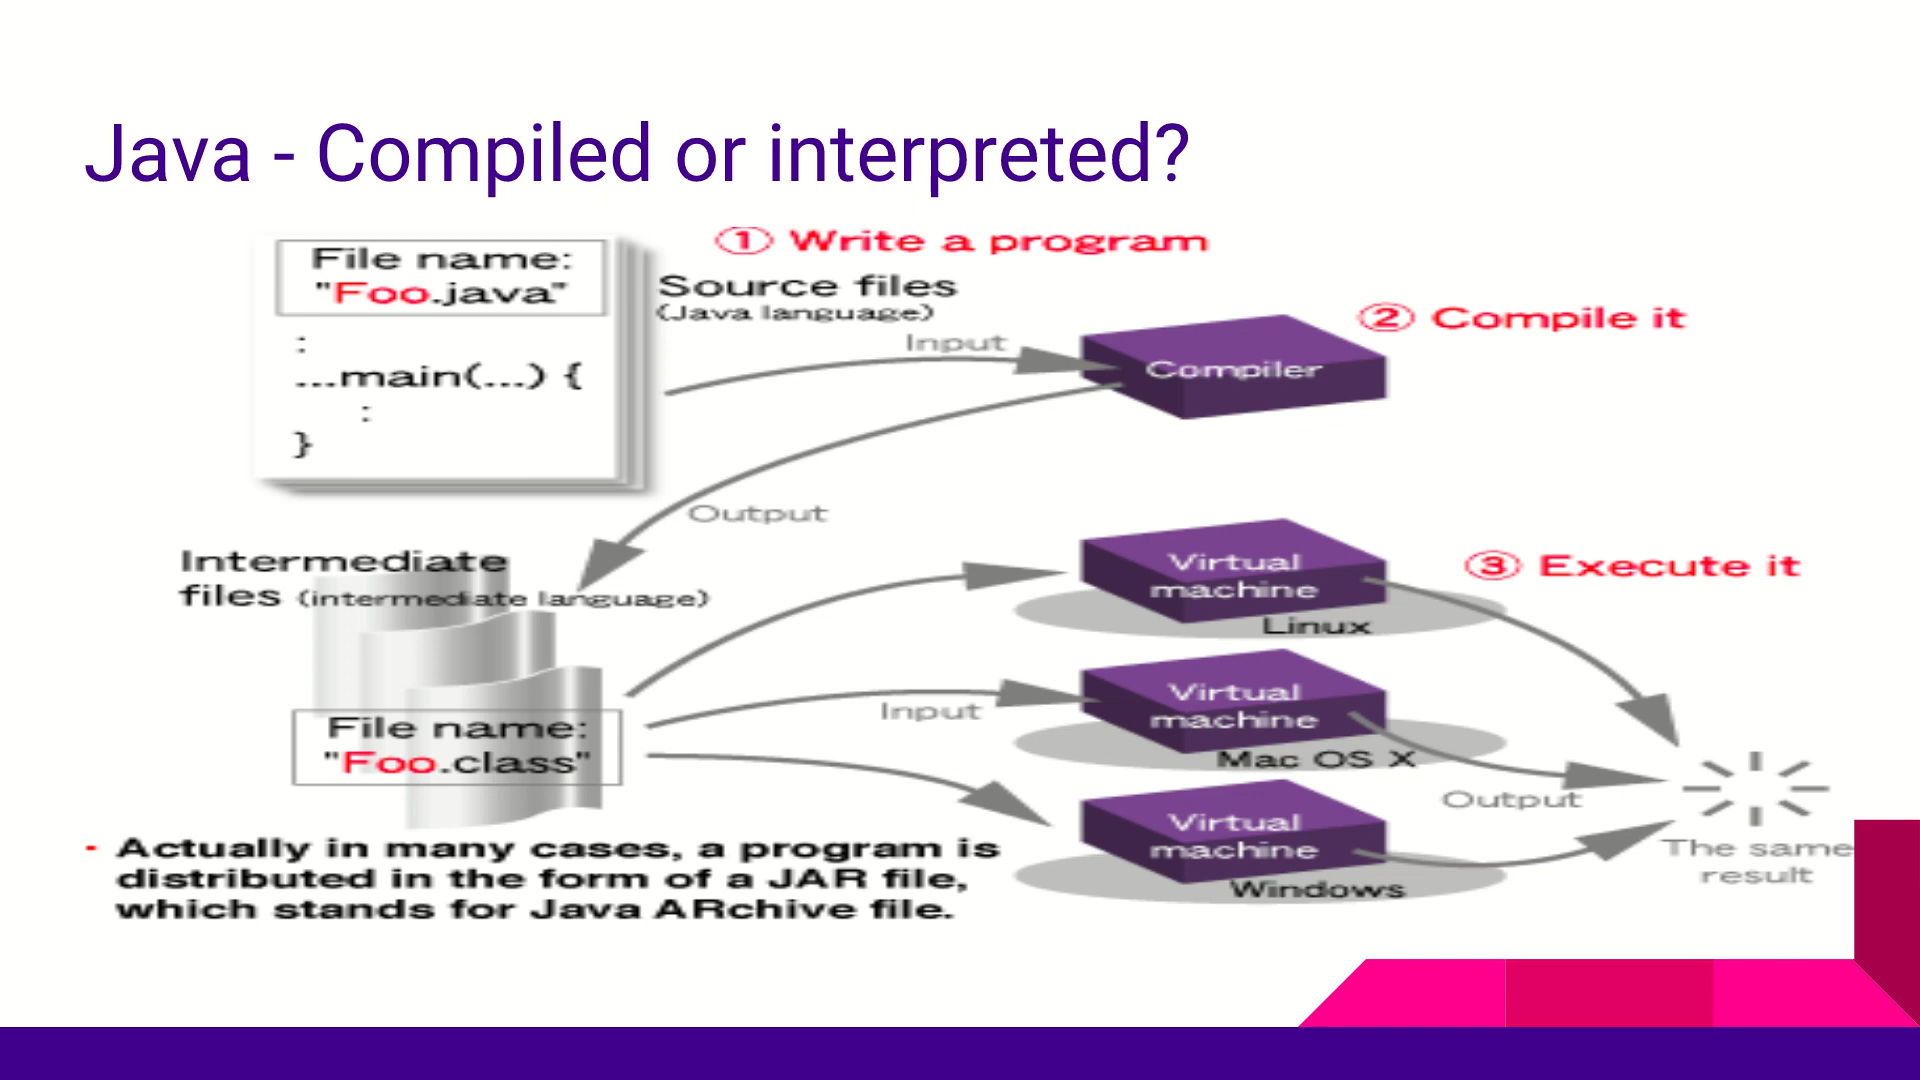 Java - Compiled or interpreted?
① Write a program
File name:
"Foo.java"
:
...main(...) {
:
}
Source files
(Java language)
Input
② Compile it
Compiler
Output
Intermediate
files (intermediate language)
File name:
"Foo.class"
Input
③ Execute it
Virtual
machine
Linux
Virtual
machine
Mac OS X
Virtual
machine
Windows
Output
The same
result
· Actually in many cases, a program is
distributed in the form of a JAR file,
which stands for Java ARchive file.